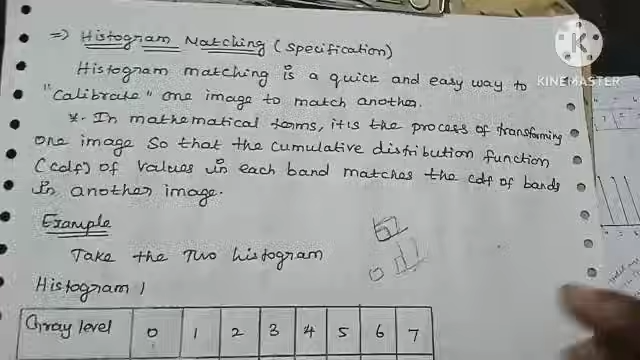 ⇒ Histogram Matching (Specification)
Histogram matching is a quick and easy way to
"Calibrate" one image to match another.
*. In mathematical terms, it is the process of transforming
one image so that the cumulative distribution function
(cdf) of values in each band matches the cdf of bands
in another image.
Example
Take the Two histogram
Histogram 1
Gray level 0 1 2 3 4 5 6 7
K
KINEMASTER